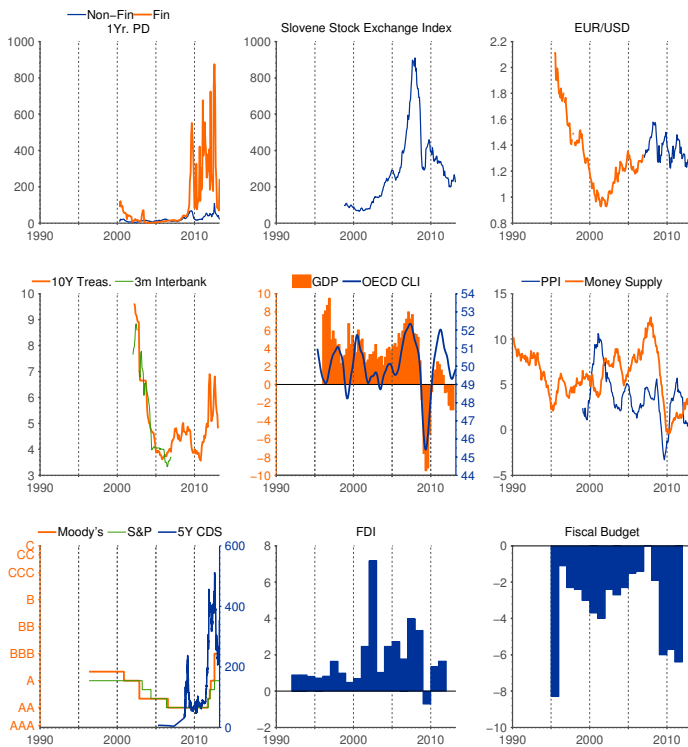 Non−Fin Fin
1Yr. PD
1000
800
600
400
200
0
1990 2000 2010
Slovene Stock Exchange Index
1000
800
600
400
200
0
1990 2000 2010
EUR/USD
2.2
2
1.8
1.6
1.4
1.2
1
0.8
1990 2000 2010
10Y Treas. 3m Interbank
10
9
8
7
6
5
4
3
1990 2000 2010
GDP OECD CLI
10 54
8 53
6 52
4 51
2 50
0 49
−2 48
−4 47
−6 46
−8 45
−10 44
1990 2000 2010
PPI Money Supply
15
10
5
0
−5
1990 2000 2010
Moody's S&P 5Y CDS
C 600
CC
CCC
B 400
BB
BBB 200
A
AA
AAA 0
1990 2000 2010
FDI
8
6
4
2
0
−2
1990 2000 2010
Fiscal Budget
0
−2
−4
−6
−8
−10
1990 2000 2010